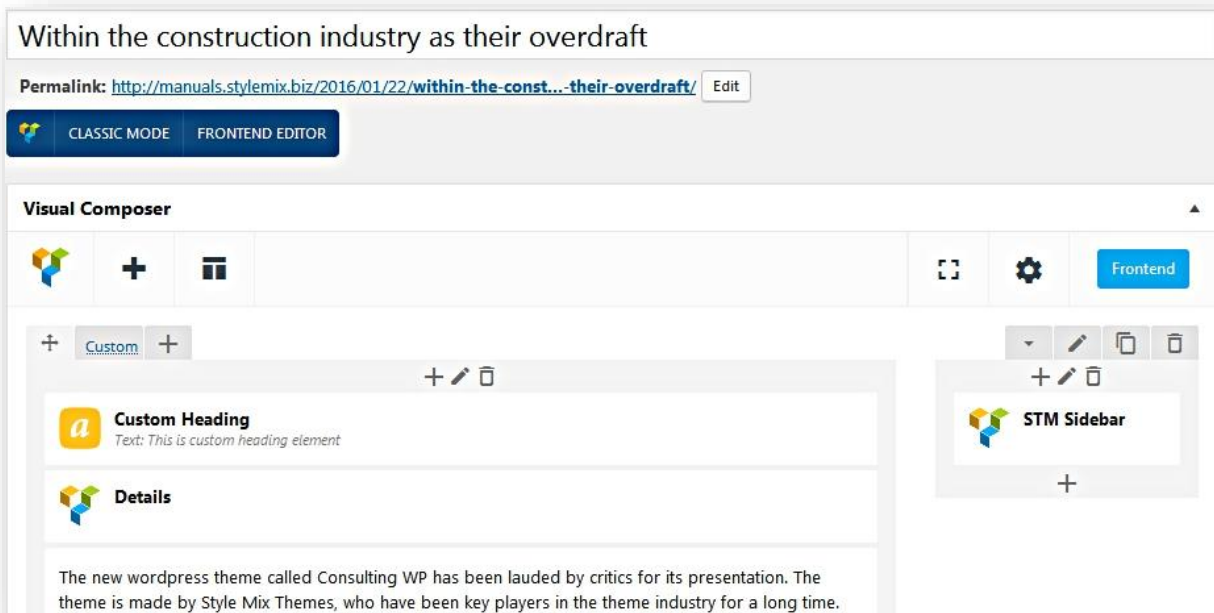 Within the construction industry as their overdraft
Permalink: http://manuals.stylemix.biz/2016/01/22/within-the-const...-their-overdraft/ Edit
CLASSIC MODE FRONTEND EDITOR
Visual Composer
Frontend
Custom
Custom Heading
Text: This is custom heading element
STM Sidebar
Details
The new wordpress theme called Consulting WP has been lauded by critics for its presentation. The
theme is made by Style Mix Themes, who have been key players in the theme industry for a long time.